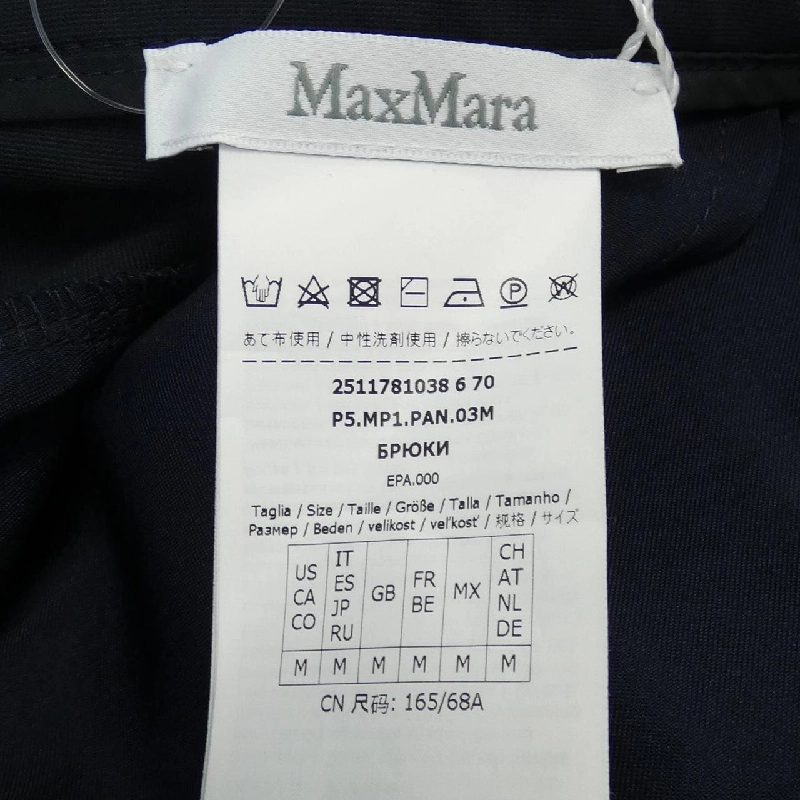 MaxMara
P
W
あて布使用 / 中性洗剤使用 / 擦らないでください。
2511781038 6 70
P5.MP1.PAN.03M
БРЮКИ
EPA.000
Taglia / Size / Taille / Größe / Talla / Tamanho /
Размер / Beden / velikost / veľkosť / 规格 / サイズ
US CA CO
IT ES JP RU
GB
FR BE
MX
CH AT NL DE
M M M M M M
CN 尺码: 165/68A